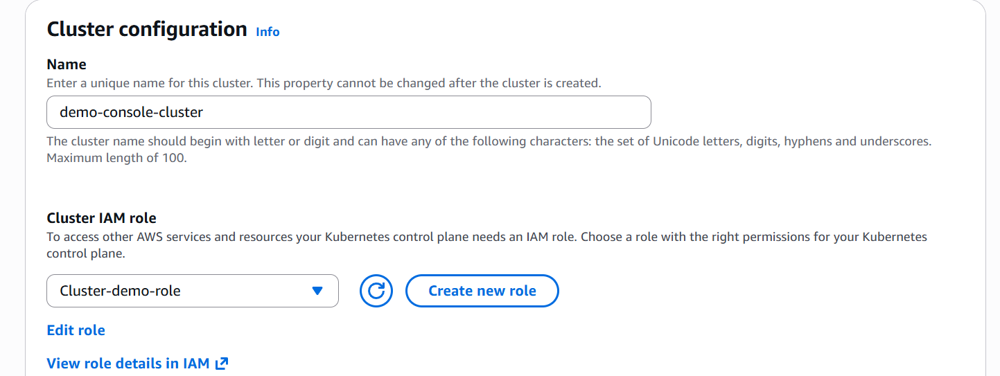 Cluster configuration Info
Name
Enter a unique name for this cluster. This property cannot be changed after the cluster is created.
demo-console-cluster
The cluster name should begin with letter or digit and can have any of the following characters: the set of Unicode letters, digits, hyphens and underscores.
Maximum length of 100.
Cluster IAM role
To access other AWS services and resources your Kubernetes control plane needs an IAM role. Choose a role with the right permissions for your Kubernetes
control plane.
Cluster-demo-role Create new role
Edit role
View role details in IAM